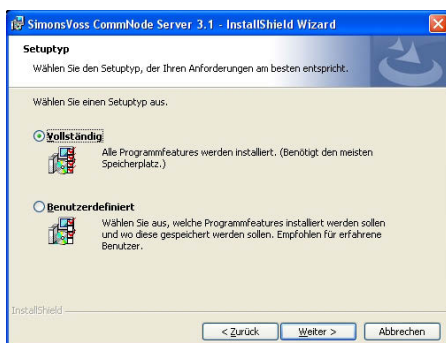 SimonsVoss CommNode Server 3.1 - InstallShield Wizard
Setuptyp
Wählen Sie den Setuptyp, der Ihren Anforderungen am besten entspricht.
Wählen Sie einen Setuptyp aus.
Vollständig
Alle Programmfeatures werden installiert. (Benötigt den meisten
Speicherplatz.)
Benutzerdefiniert
Wählen Sie aus, welche Programmfeatures installiert werden sollen
und wo diese gespeichert werden sollen. Empfohlen für erfahrene
Benutzer.
InstallShield
< Zurück Weiter > Abbrechen